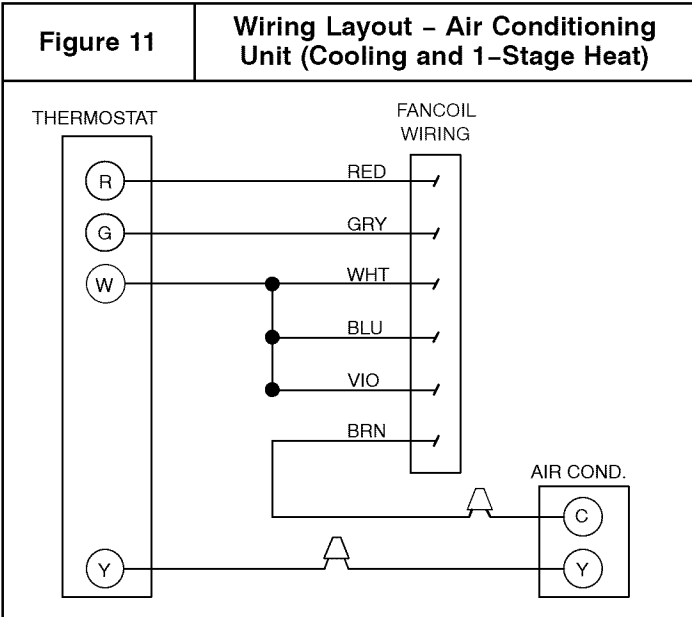 Figure 11
Wiring Layout – Air Conditioning
Unit (Cooling and 1–Stage Heat)
THERMOSTAT
FANCOIL
WIRING
R
RED
G
GRY
W
WHT
BLU
VIO
BRN
AIR COND.
C
Y
Y